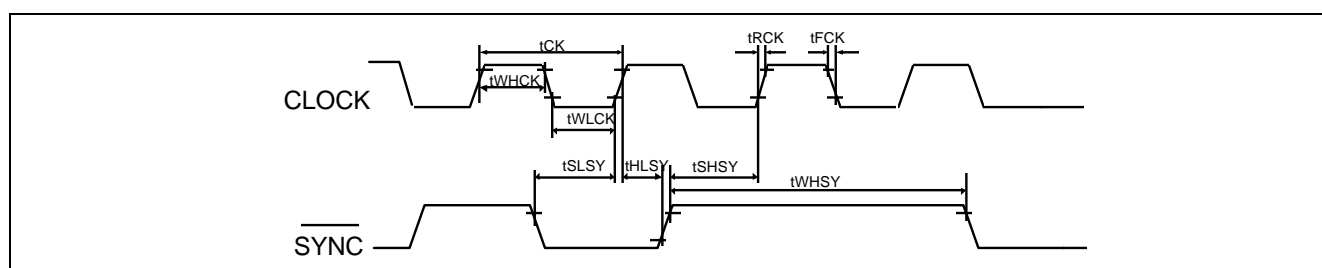 tCK
tRCK
tFCK
tWHCK
CLOCK
tWLCK
tSLSY
tHLSY
tSHSY
tWHSY
SYNC